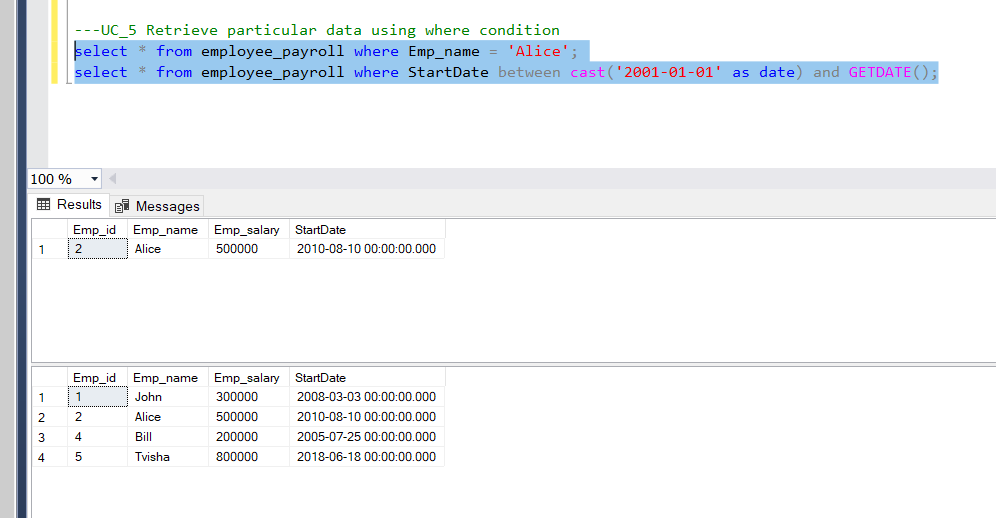 ---UC_5 Retrieve particular data using where condition
select * from employee_payroll where Emp_name = 'Alice';
select * from employee_payroll where StartDate between cast('2001-01-01' as date) and GETDATE();
100 %
Results Messages
Emp_id Emp_name Emp_salary StartDate
1 2 Alice 500000 2010-08-10 00:00:00.000
Emp_id Emp_name Emp_salary StartDate
1 1 John 300000 2008-03-03 00:00:00.000
2 2 Alice 500000 2010-08-10 00:00:00.000
3 4 Bill 200000 2005-07-25 00:00:00.000
4 5 Tvisha 800000 2018-06-18 00:00:00.000